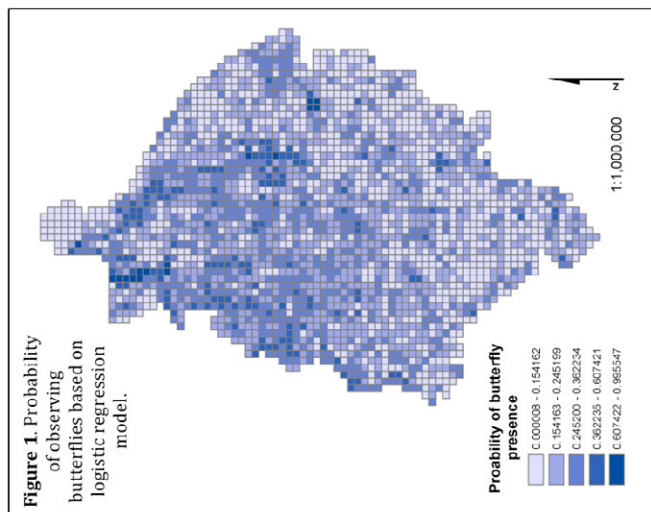 Figure 1. Probability
of observing
butterflies based on
logistic regression
model.
Proability of butterfly
presence
0.000008 - 0.154162
0.154163 - 0.245199
0.245200 - 0.362234
0.362235 - 0.607421
0.607422 - 0.985547
1:1,000,000
z